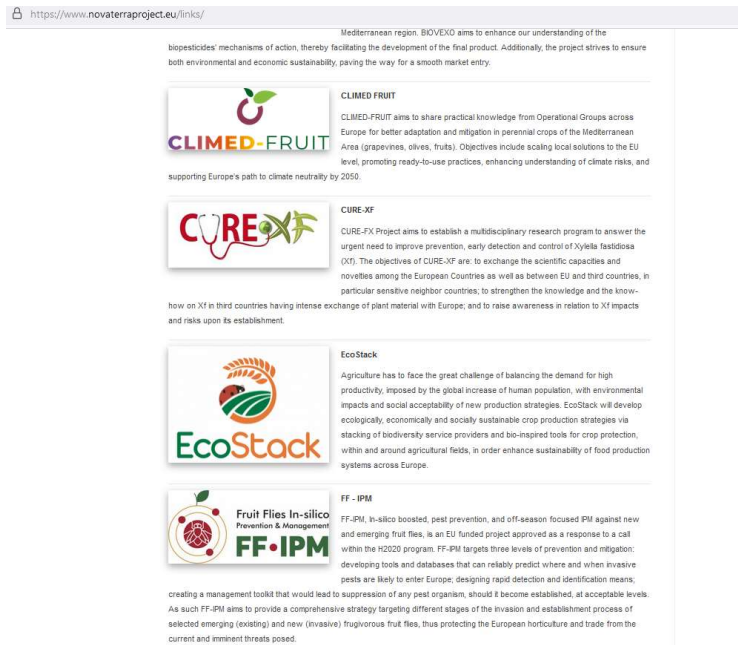 https://www.novaterraproject.eu/links/
Mediterranean region. BIOVEXO aims to enhance our understanding of the
biopesticides' mechanisms of action, thereby facilitating the development of the final product. Additionally, the project strives to ensure
both environmental and economic sustainability, paving the way for a smooth market entry.
CLIMED-FRUIT
CLIMED FRUIT
CLIMED-FRUIT aims to share practical knowledge from Operational Groups across
Europe for better adaptation and mitigation in perennial crops of the Mediterranean
Area (grapevines, olives, fruits). Objectives include scaling local solutions to the EU
level, promoting ready-to-use practices, enhancing understanding of climate risks, and
supporting Europe's path to climate neutrality by 2050.
CURE XF
CURE-XF
CURE-FX Project aims to establish a multidisciplinary research program to answer the
urgent need to improve prevention, early detection and control of Xylella fastidiosa
(Xf). The objectives of CURE-XF are: to exchange the scientific capacities and
novelties among the European Countries as well as between EU and third countries, in
particular sensitive neighbor countries; to strengthen the knowledge and the know-
how on Xf in third countries having intense exchange of plant material with Europe; and to raise awareness in relation to Xf impacts
and risks upon its establishment.
EcoStack
EcoStack
Agriculture has to face the great challenge of balancing the demand for high
productivity, imposed by the global increase of human population, with environmental
impacts and social acceptability of new production strategies. EcoStack will develop
ecologically, economically and socially sustainable crop production strategies via
stacking of biodiversity service providers and bio-inspired tools for crop protection,
within and around agricultural fields, in order enhance sustainability of food production
systems across Europe.
Fruit Flies In-silico
Prevention & Management
FF•IPM
FF - IPM
FF-IPM, In-silico boosted, pest prevention, and off-season focused IPM against new
and emerging fruit flies, is an EU funded project approved as a response to a call
within the H2020 program. FF-IPM targets three levels of prevention and mitigation:
developing tools and databases that can reliably predict where and when invasive
pests are likely to enter Europe; designing rapid detection and identification means;
creating a management toolkit that would lead to suppression of any pest organism, should it become established, at acceptable levels.
As such FF-IPM aims to provide a comprehensive strategy targeting different stages of the invasion and establishment process of
selected emerging (existing) and new (invasive) frugivorous fruit flies, thus protecting the European horticulture and trade from the
current and imminent threats posed.